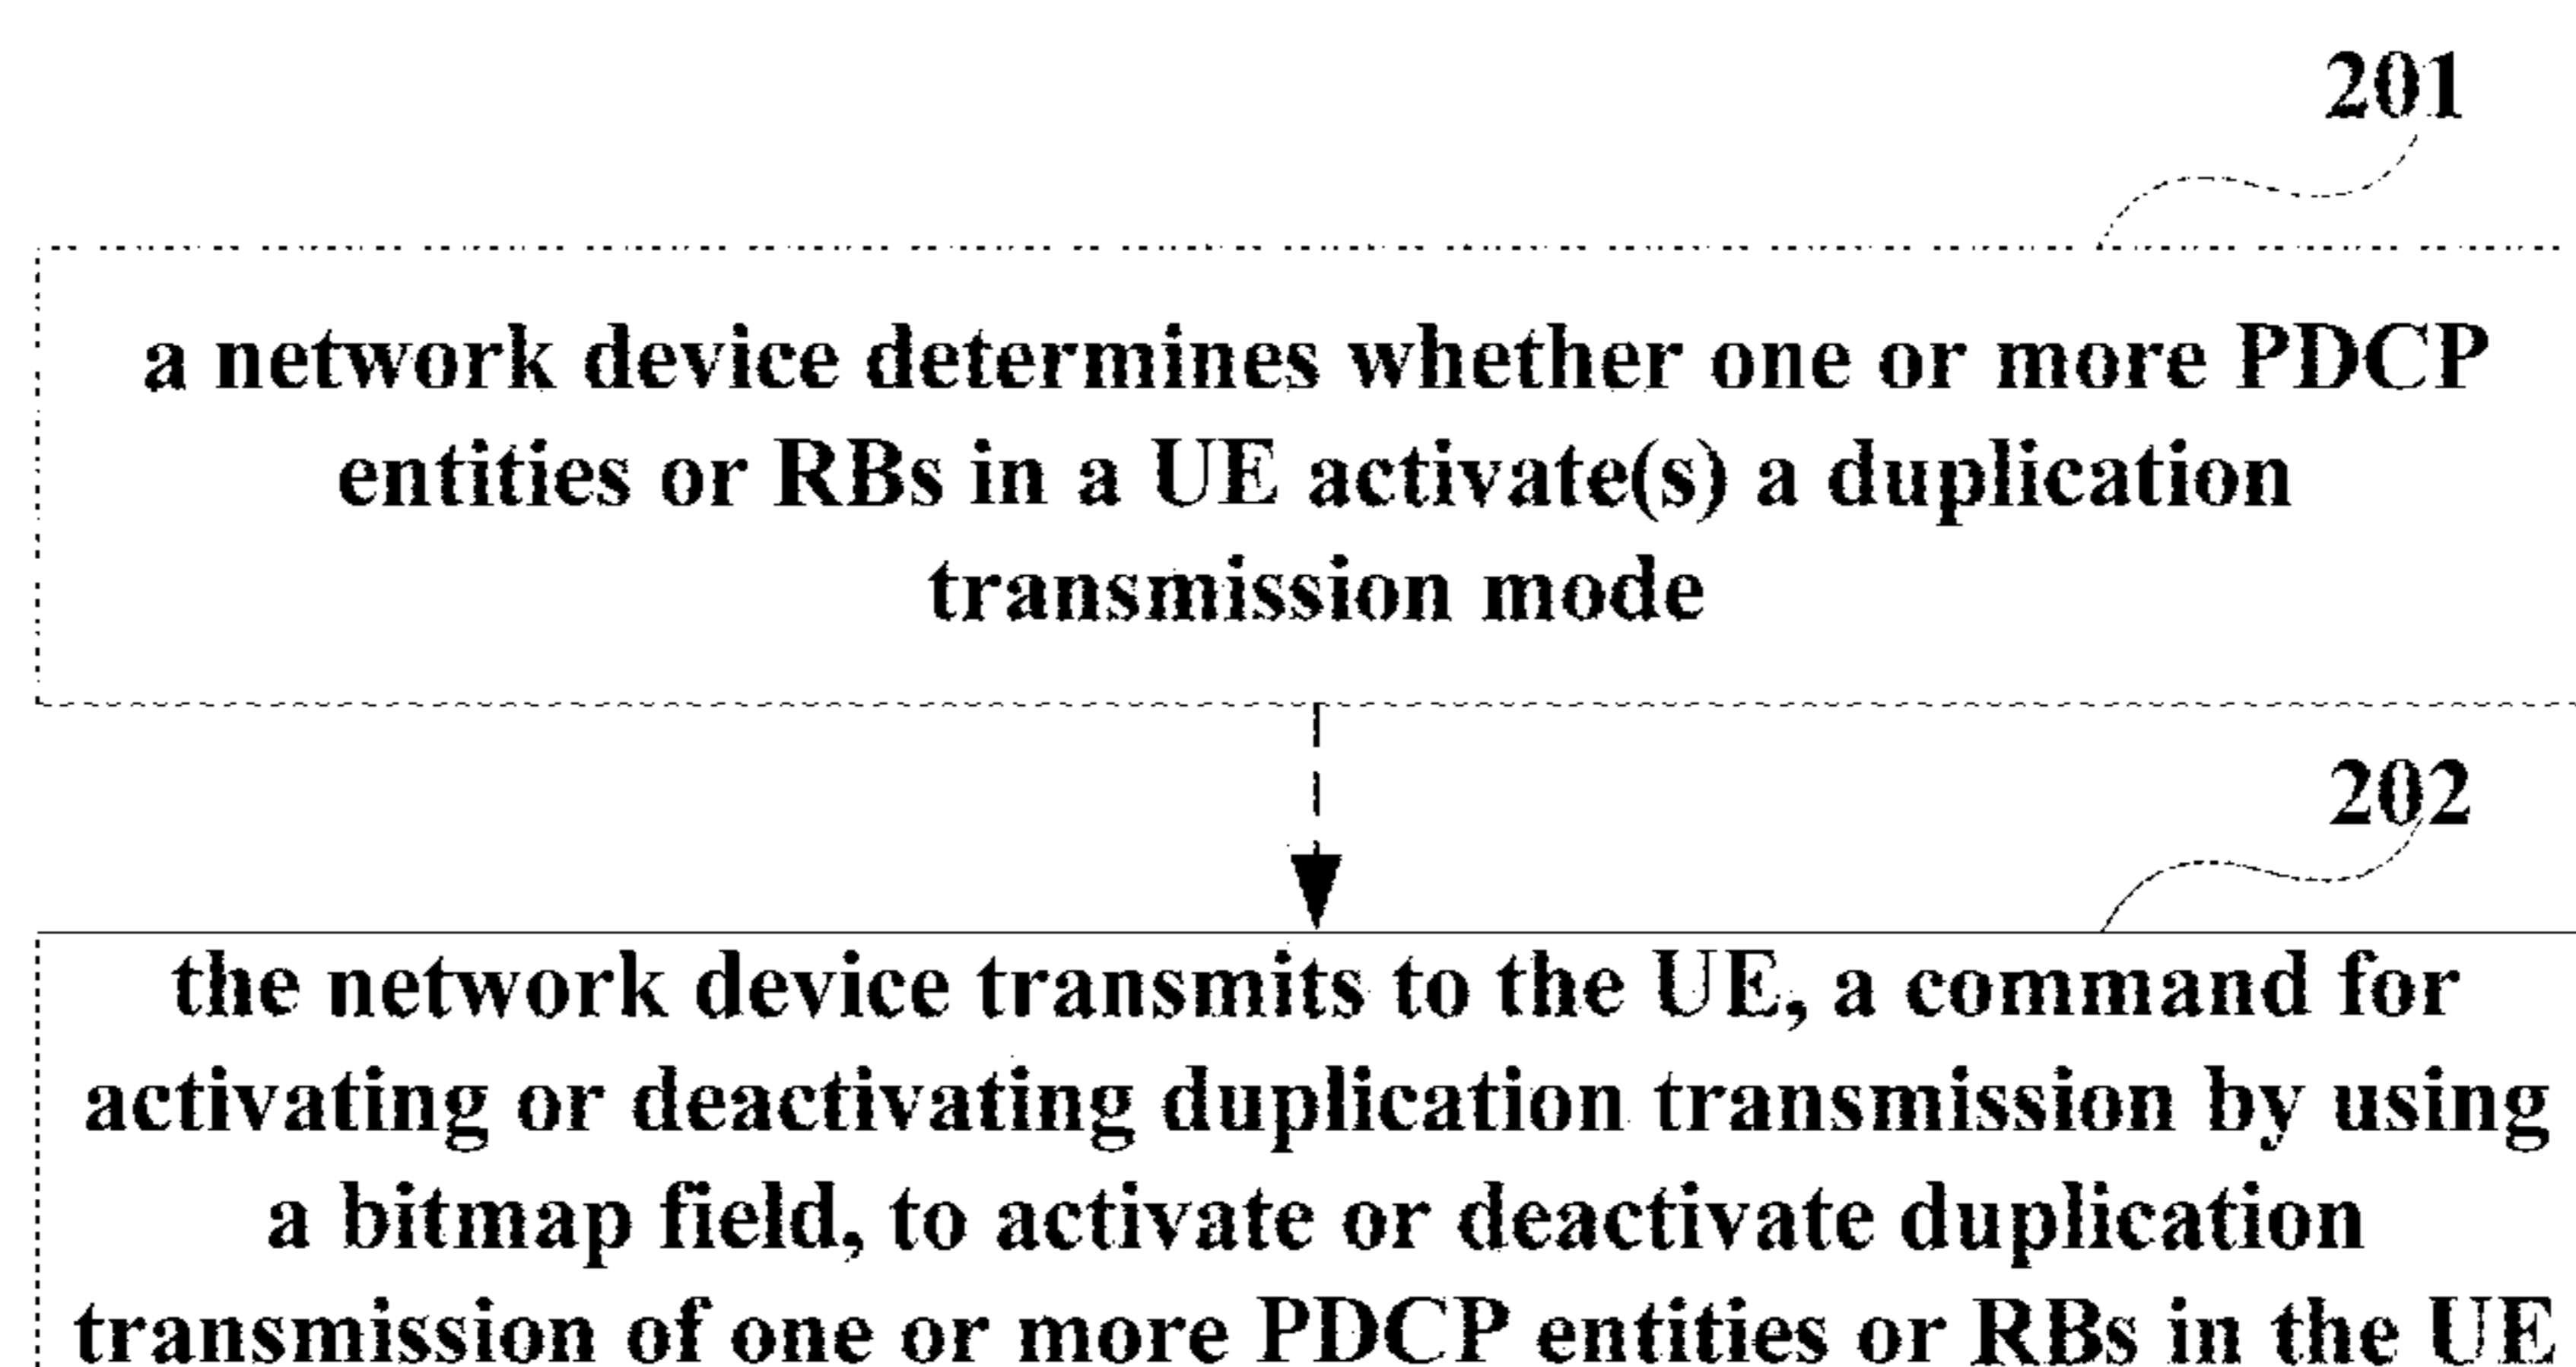 201
a network device determines whether one or more PDCP
entities or RBs in a UE activate(s) a duplication
transmission mode
202
the network device transmits to the UE, a command for
activating or deactivating duplication transmission by using
a bitmap field, to activate or deactivate duplication
transmission of one or more PDCP entities or RBs in the UE